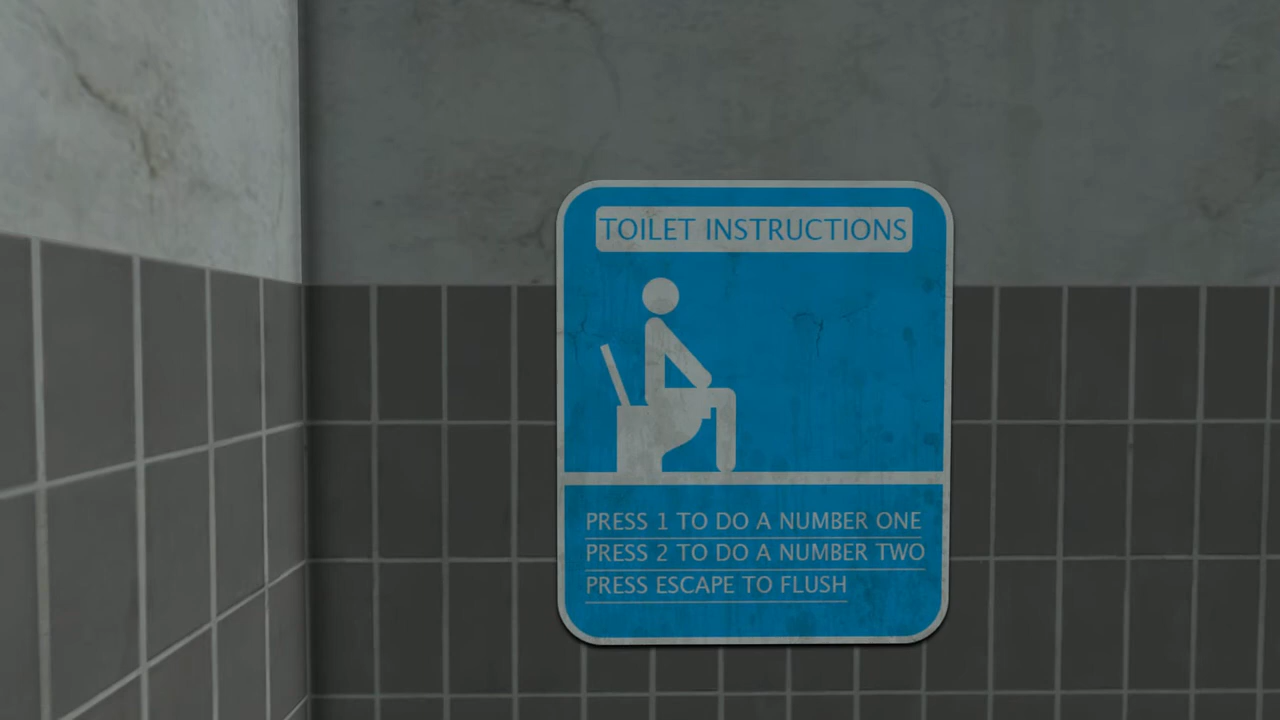 TOILET INSTRUCTIONS
PRESS 1 TO DO A NUMBER ONE
PRESS 2 TO DO A NUMBER TWO
PRESS ESCAPE TO FLUSH